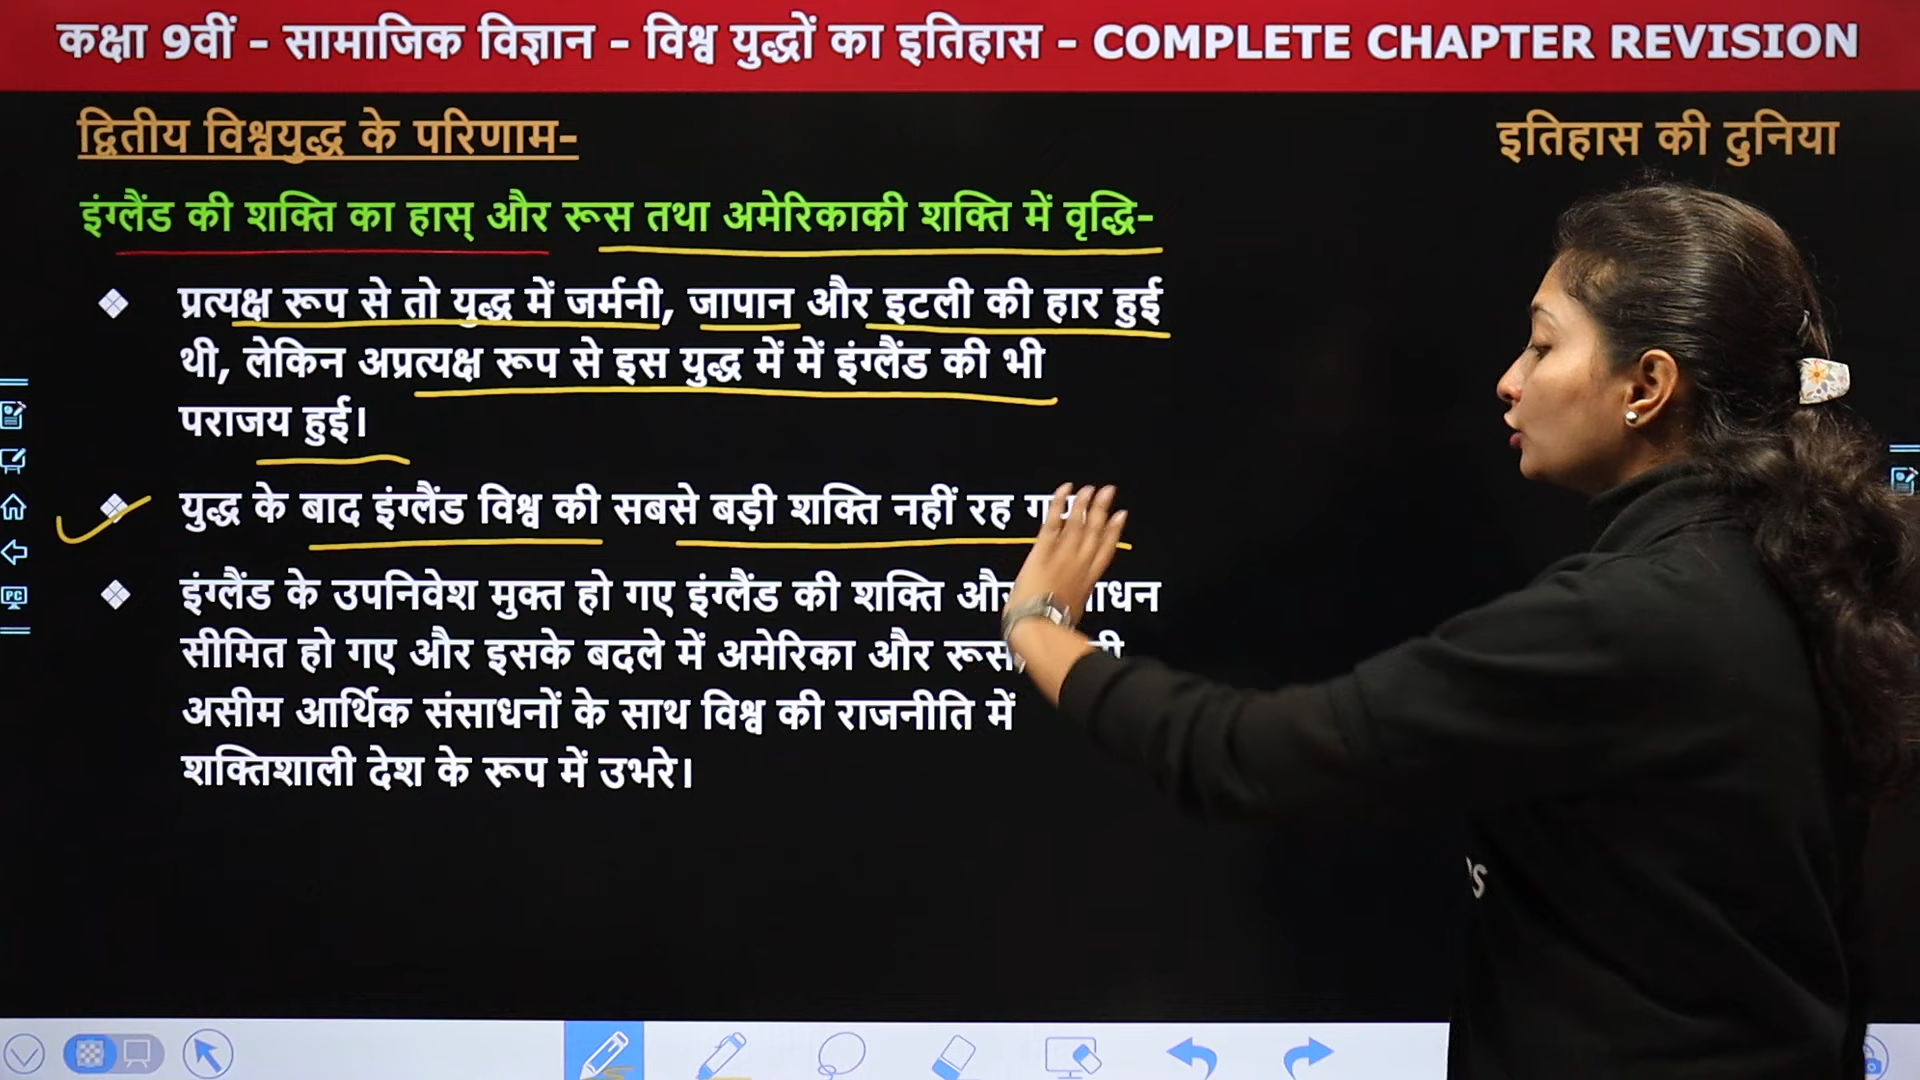 कक्षा 9वीं - सामाजिक विज्ञान - विश्व युद्धों का इतिहास - COMPLETE CHAPTER REVISION
द्वितीय विश्वयुद्ध के परिणाम-
इतिहास की दुनिया
इंग्लैंड की शक्ति का हास् और रूस तथा अमेरिकाकी शक्ति में वृद्धि-
प्रत्यक्ष रूप से तो युद्ध में जर्मनी, जापान और इटली की हार हुई
थी, लेकिन अप्रत्यक्ष रूप से इस युद्ध में में इंग्लैंड की भी
पराजय हुई।
युद्ध के बाद इंग्लैंड विश्व की सबसे बड़ी शक्ति नहीं रह
इंग्लैंड के उपनिवेश मुक्त हो गए इंग्लैंड की शक्ति और
सीमित हो गए और इसके बदले में अमेरिका और रूस
असीम आर्थिक संसाधनों के साथ विश्व की राजनीति में
शक्तिशाली देश के रूप में उभरे।
PC